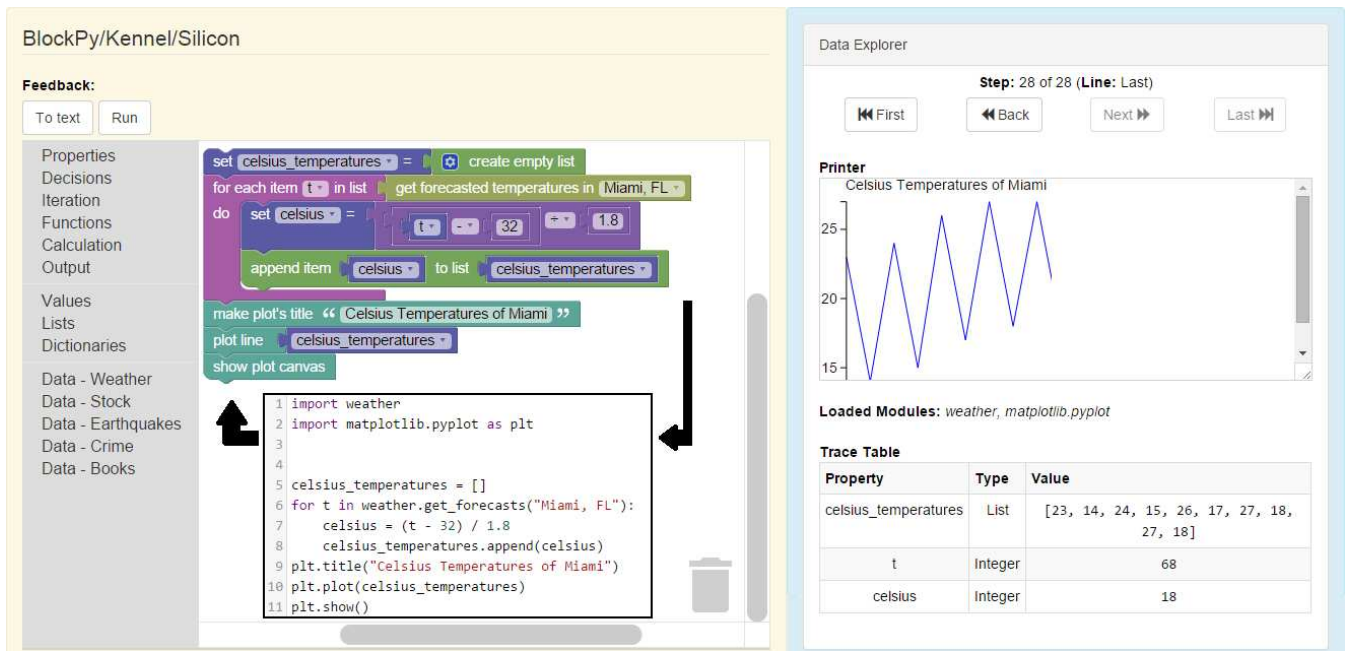 BlockPy/Kennel/Silicon
Feedback:
To text Run
Properties
Decisions
Iteration
Functions
Calculation
Output
Values
Lists
Dictionaries
Data - Weather
Data - Stock
Data - Earthquakes
Data - Crime
Data - Books
set celsius_temperatures = create empty list
for each item t in list get forecasted temperatures in Miami, FL
do set celsius = t - 32 ÷ 1.8
append item celsius to list celsius_temperatures
make plot's title “ Celsius Temperatures of Miami ”
plot line celsius_temperatures
show plot canvas
1 import weather
2 import matplotlib.pyplot as plt
3
4
5 celsius_temperatures = []
6 for t in weather.get_forecasts("Miami, FL"):
7 celsius = (t - 32) / 1.8
8 celsius_temperatures.append(celsius)
9 plt.title("Celsius Temperatures of Miami")
10 plt.plot(celsius_temperatures)
11 plt.show()
Data Explorer
Step: 28 of 28 (Line: Last)
First Back Next Last
Printer
Celsius Temperatures of Miami
25
20
15
Loaded Modules: weather, matplotlib.pyplot
Trace Table
Property Type Value
celsius_temperatures List [23, 14, 24, 15, 26, 17, 27, 18,
27, 18]
t Integer 68
celsius Integer 18